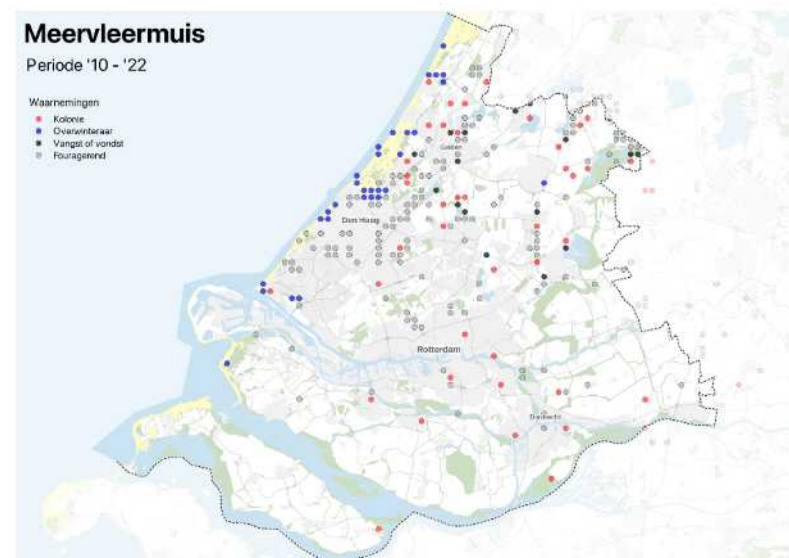 Meervleermuis
Periode '10 - '22
Waarnemingen
Kolonie
Overwinteraar
Vangst of vondst
Fouragerend
Leiden
Den Haag
Rotterdam
Dordrecht